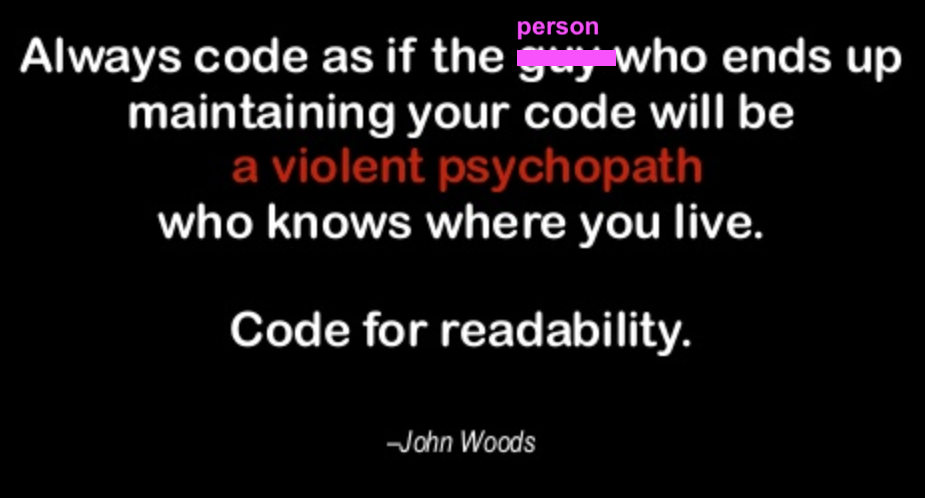 person
Always code as if the guy who ends up
maintaining your code will be
a violent psychopath
who knows where you live.
Code for readability.
–John Woods